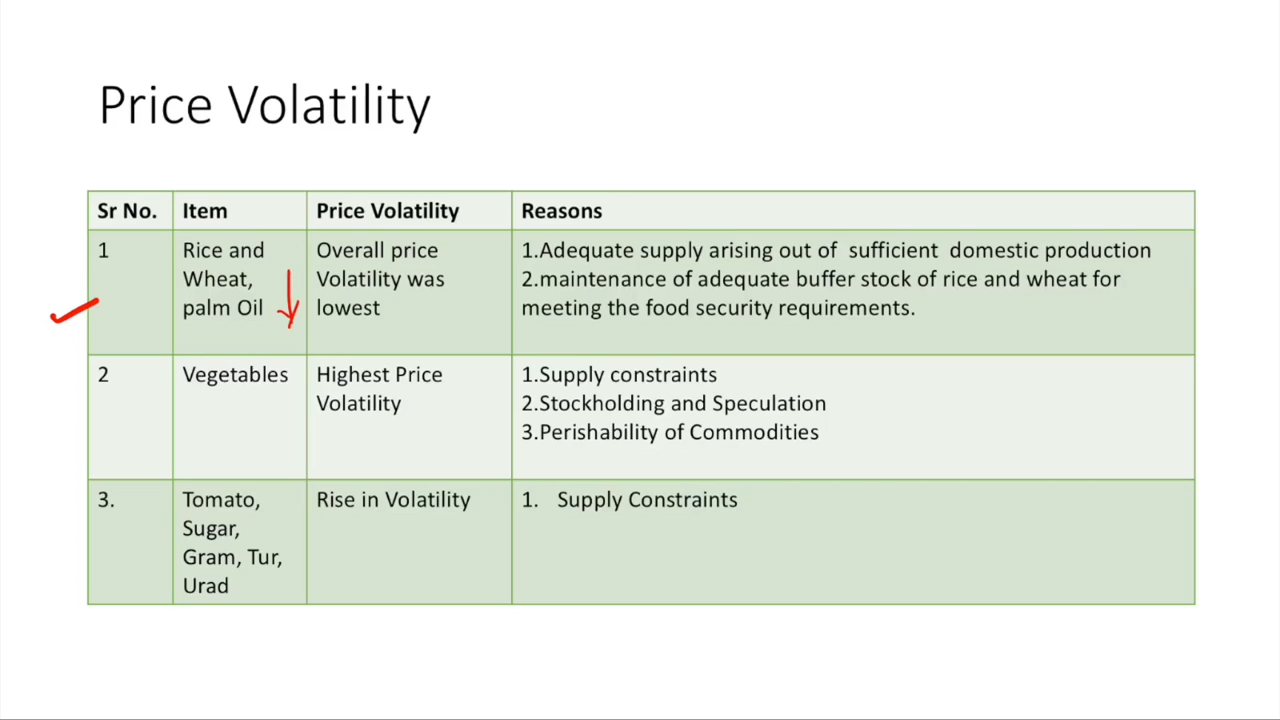 Price Volatility
Sr No. Item Price Volatility Reasons
1 Rice and Overall price 1.Adequate supply arising out of sufficient domestic production
Wheat, Volatility was 2.maintenance of adequate buffer stock of rice and wheat for
palm Oil lowest meeting the food security requirements.
2 Vegetables Highest Price 1.Supply constraints
Volatility 2.Stockholding and Speculation
3.Perishability of Commodities
3. Tomato, Rise in Volatility 1. Supply Constraints
Sugar,
Gram, Tur,
Urad